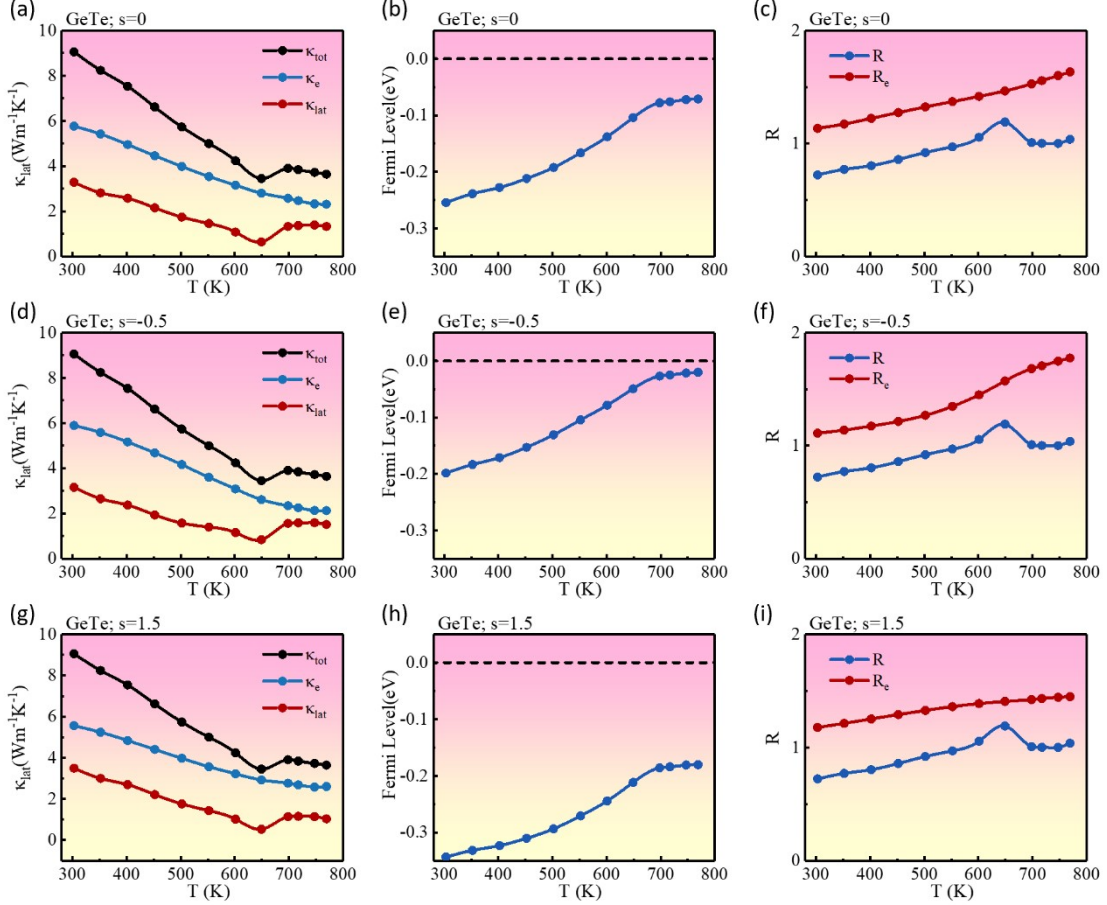 (a) GeTe; s=0
κtot
κe
κlat
κlat(Wm-1K-1)
10
8
6
4
2
0
300 400 500 600 700 800
T (K)
(b)
Fermi Level(eV)
0.0
-0.1
-0.2
-0.3
300 400 500 600 700 800
T (K)
(c) GeTe; s=0
R
Re
R
2
1
0
300 400 500 600 700 800
T (K)
(d) GeTe; s=-0.5
κtot
κe
κlat
κlat(Wm-1K-1)
10
8
6
4
2
0
300 400 500 600 700 800
T (K)
(e) GeTe; s=-0.5
Fermi Level(eV)
0.0
-0.1
-0.2
-0.3
300 400 500 600 700 800
T (K)
(f) GeTe; s=-0.5
R
Re
R
2
1
0
300 400 500 600 700 800
T (K)
(g) GeTe; s=1.5
κtot
κe
κlat
κlat(Wm-1K-1)
10
8
6
4
2
0
300 400 500 600 700 800
T (K)
(h) GeTe; s=1.5
Fermi Level(eV)
0.0
-0.1
-0.2
-0.3
300 400 500 600 700 800
T (K)
(i) GeTe; s=1.5
R
Re
R
2
1
0
300 400 500 600 700 800
T (K)